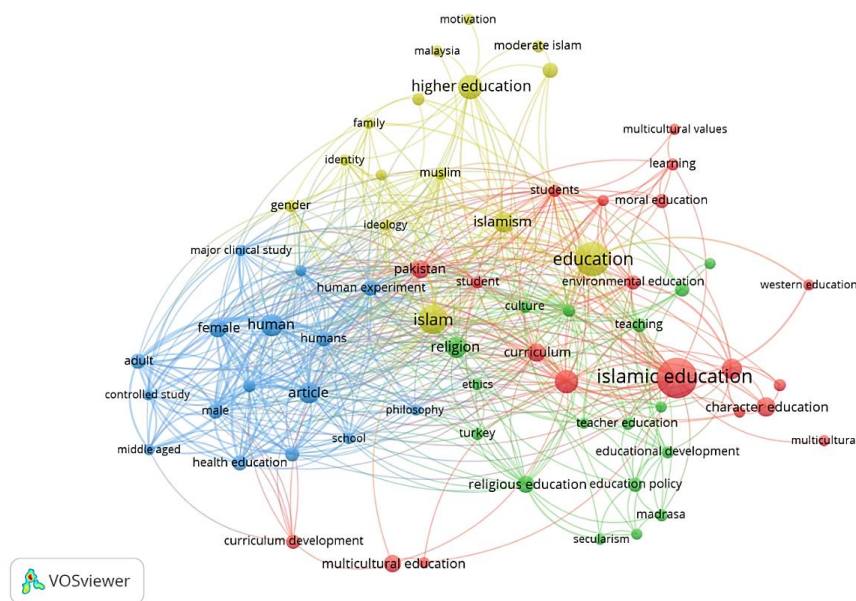 motivation
malaysia
moderate islam
higher education
family
multicultural values
identity
muslim
learning
students
moral education
gender
ideology
islamism
major clinical study
education
pakistan
human experiment
student
environmental education
western education
culture
islam
female
human
humans
teaching
religion
curriculum
adult
islamic education
controlled study
article
ethics
male
philosophy
character education
teacher education
school
turkey
multicultural
middle aged
health education
educational development
religious education
education policy
madrasa
curriculum development
secularism
multicultural education
VOSviewer